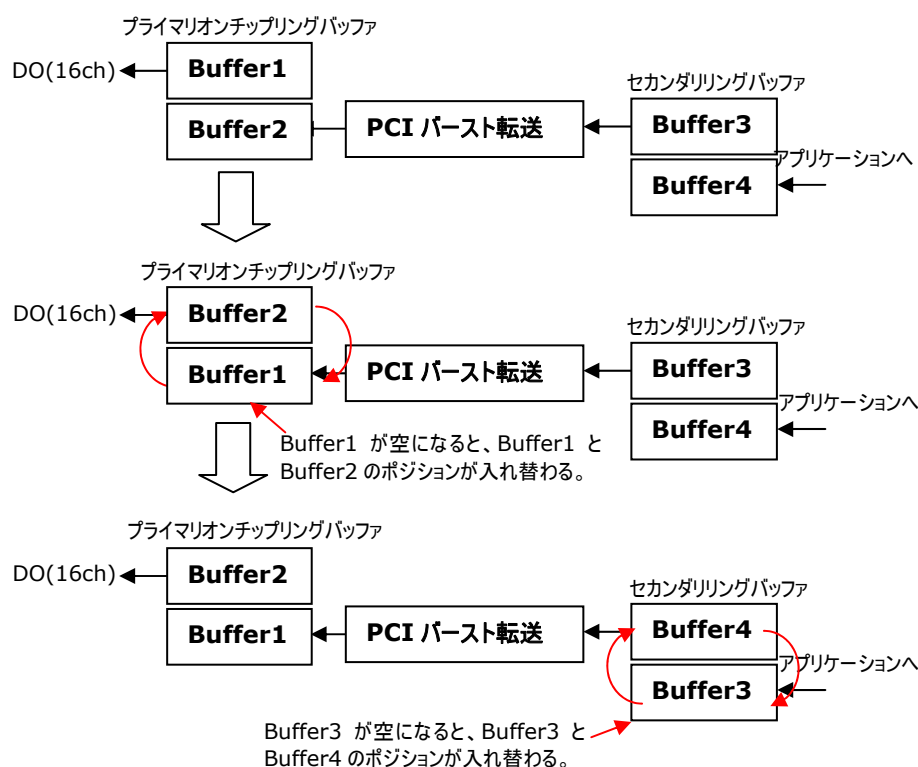 プライマリオンチップリングバッファ
DO(16ch)
Buffer1
Buffer2
PCI バースト転送
セカンダリリングバッファ
Buffer3
Buffer4
アプリケーションへ
プライマリオンチップリングバッファ
DO(16ch)
Buffer2
Buffer1
PCI バースト転送
セカンダリリングバッファ
Buffer3
Buffer4
アプリケーションへ
Buffer1 が空になると、Buffer1 と
Buffer2 のポジションが入れ替わる。
プライマリオンチップリングバッファ
DO(16ch)
Buffer2
Buffer1
PCI バースト転送
セカンダリリングバッファ
Buffer4
Buffer3
アプリケーションへ
Buffer3 が空になると、Buffer3 と
Buffer4 のポジションが入れ替わる。